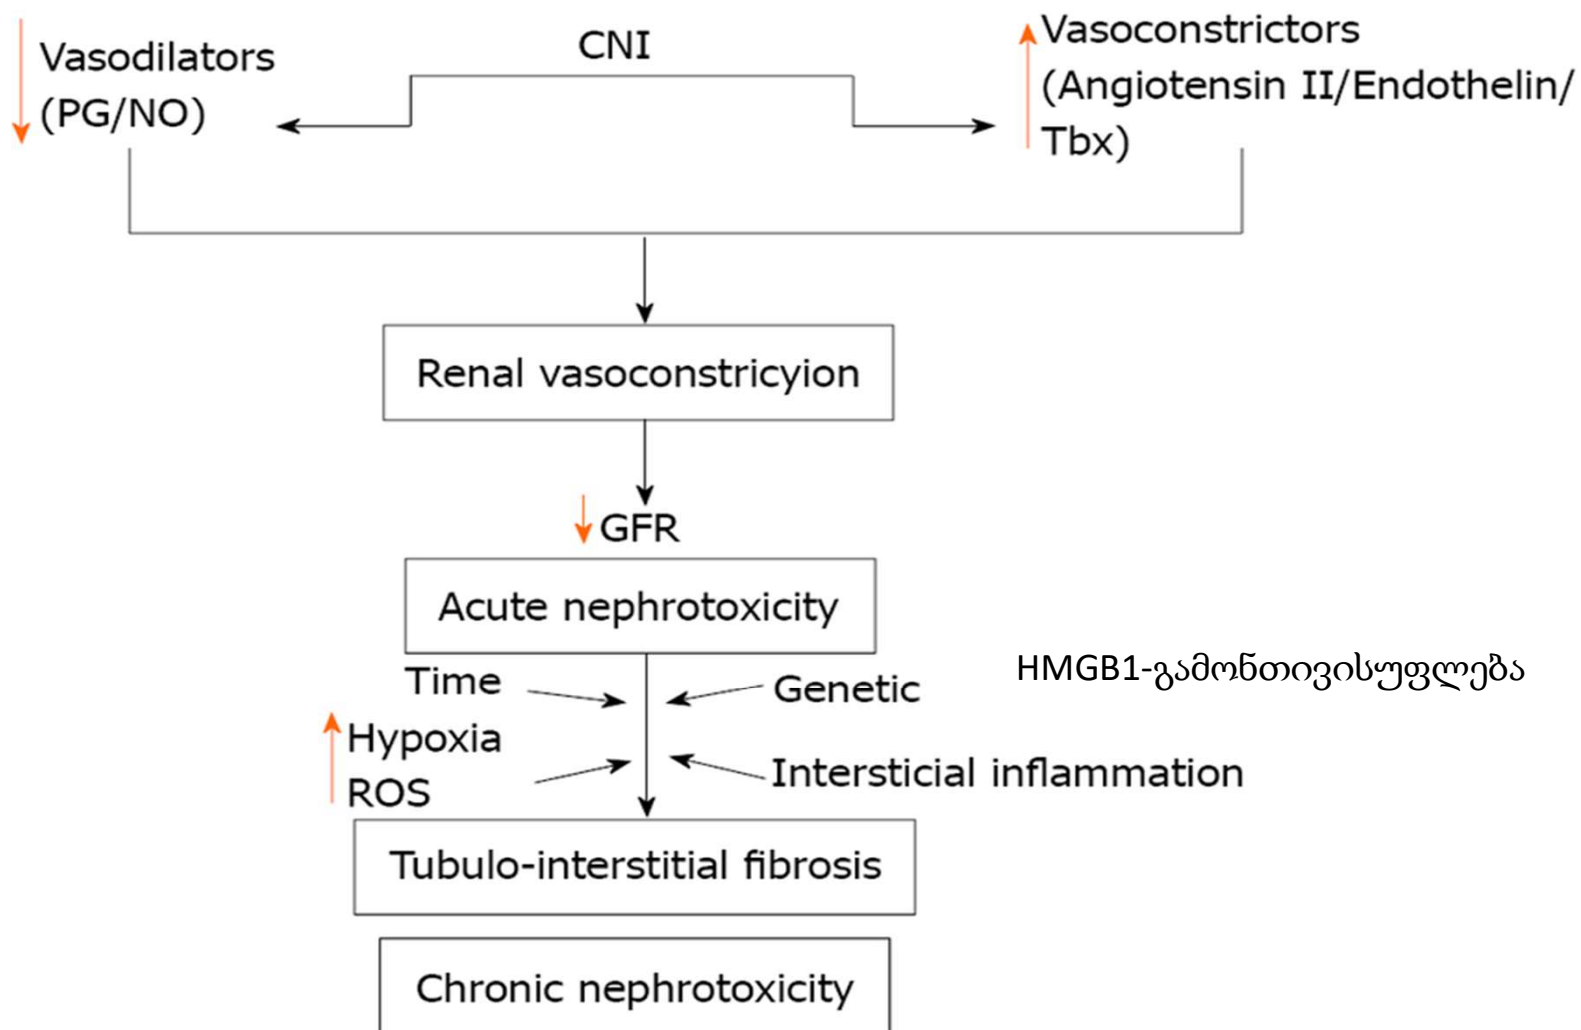 CNI
Vasodilators
(PG/NO)
Vasoconstrictors
(Angiotensin II/Endothelin/
Tbx)
Renal vasoconstricyion
GFR
Acute nephrotoxicity
Time
Genetic
HMGB1-გამონთივისუფლება
Hypoxia
ROS
Intersticial inflammation
Tubulo-interstitial fibrosis
Chronic nephrotoxicity